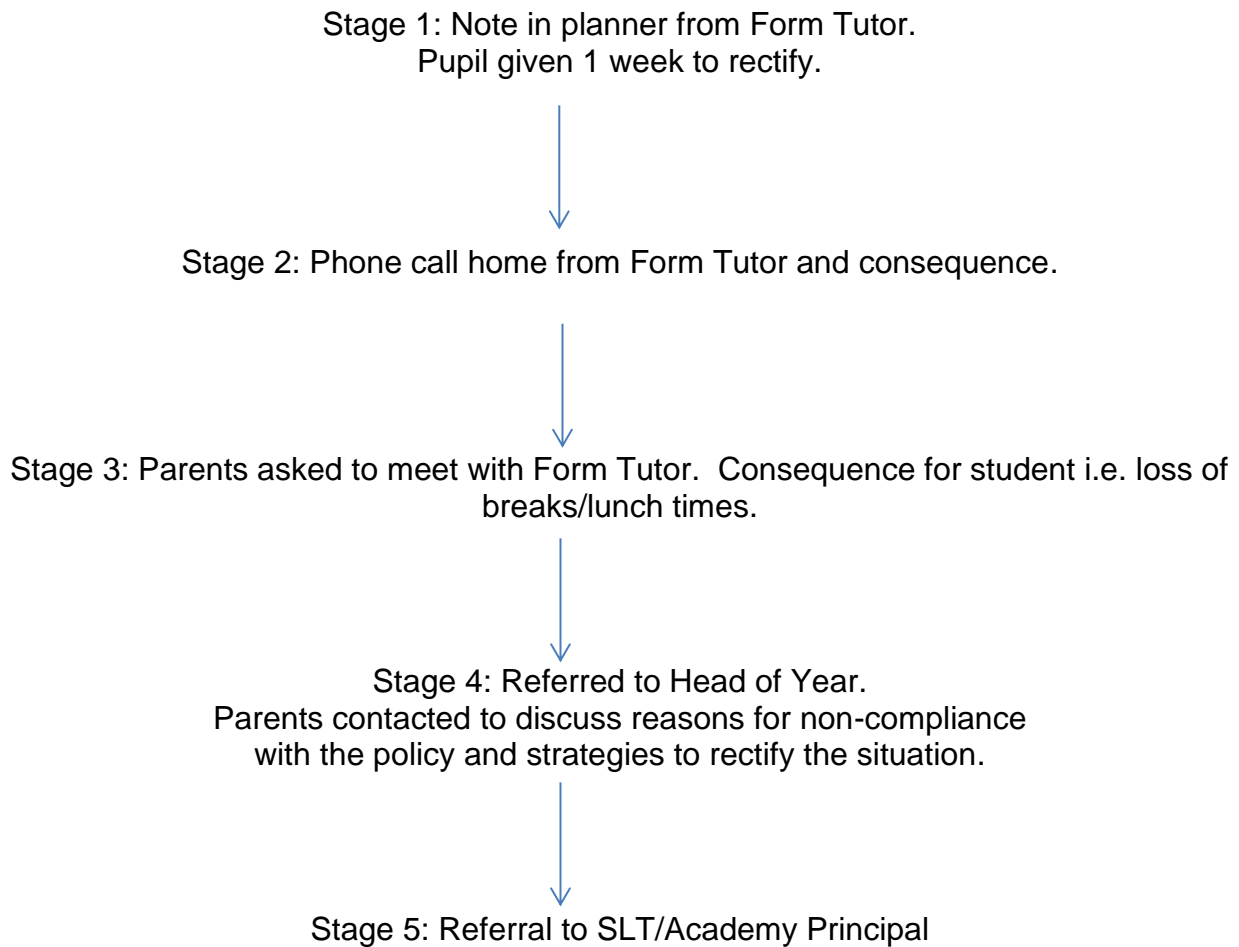 Stage 1: Note in planner from Form Tutor.
Pupil given 1 week to rectify.
Stage 2: Phone call home from Form Tutor and consequence.
Stage 3: Parents asked to meet with Form Tutor.  Consequence for student i.e. loss of
breaks/lunch times.
Stage 4: Referred to Head of Year.
Parents contacted to discuss reasons for non-compliance
with the policy and strategies to rectify the situation.
Stage 5: Referral to SLT/Academy Principal